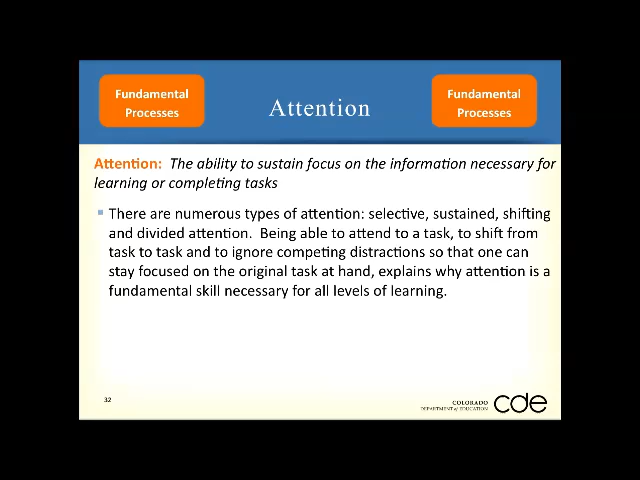 Fundamental
Processes
Attention
Fundamental
Processes
Attention: The ability to sustain focus on the information necessary for
learning or completing tasks
There are numerous types of attention: selective, sustained, shifting
and divided attention. Being able to attend to a task, to shift from
task to task and to ignore competing distractions so that one can
stay focused on the original task at hand, explains why attention is a
fundamental skill necessary for all levels of learning.
32
COLORADO
DEPARTMENT of EDUCATION
cde